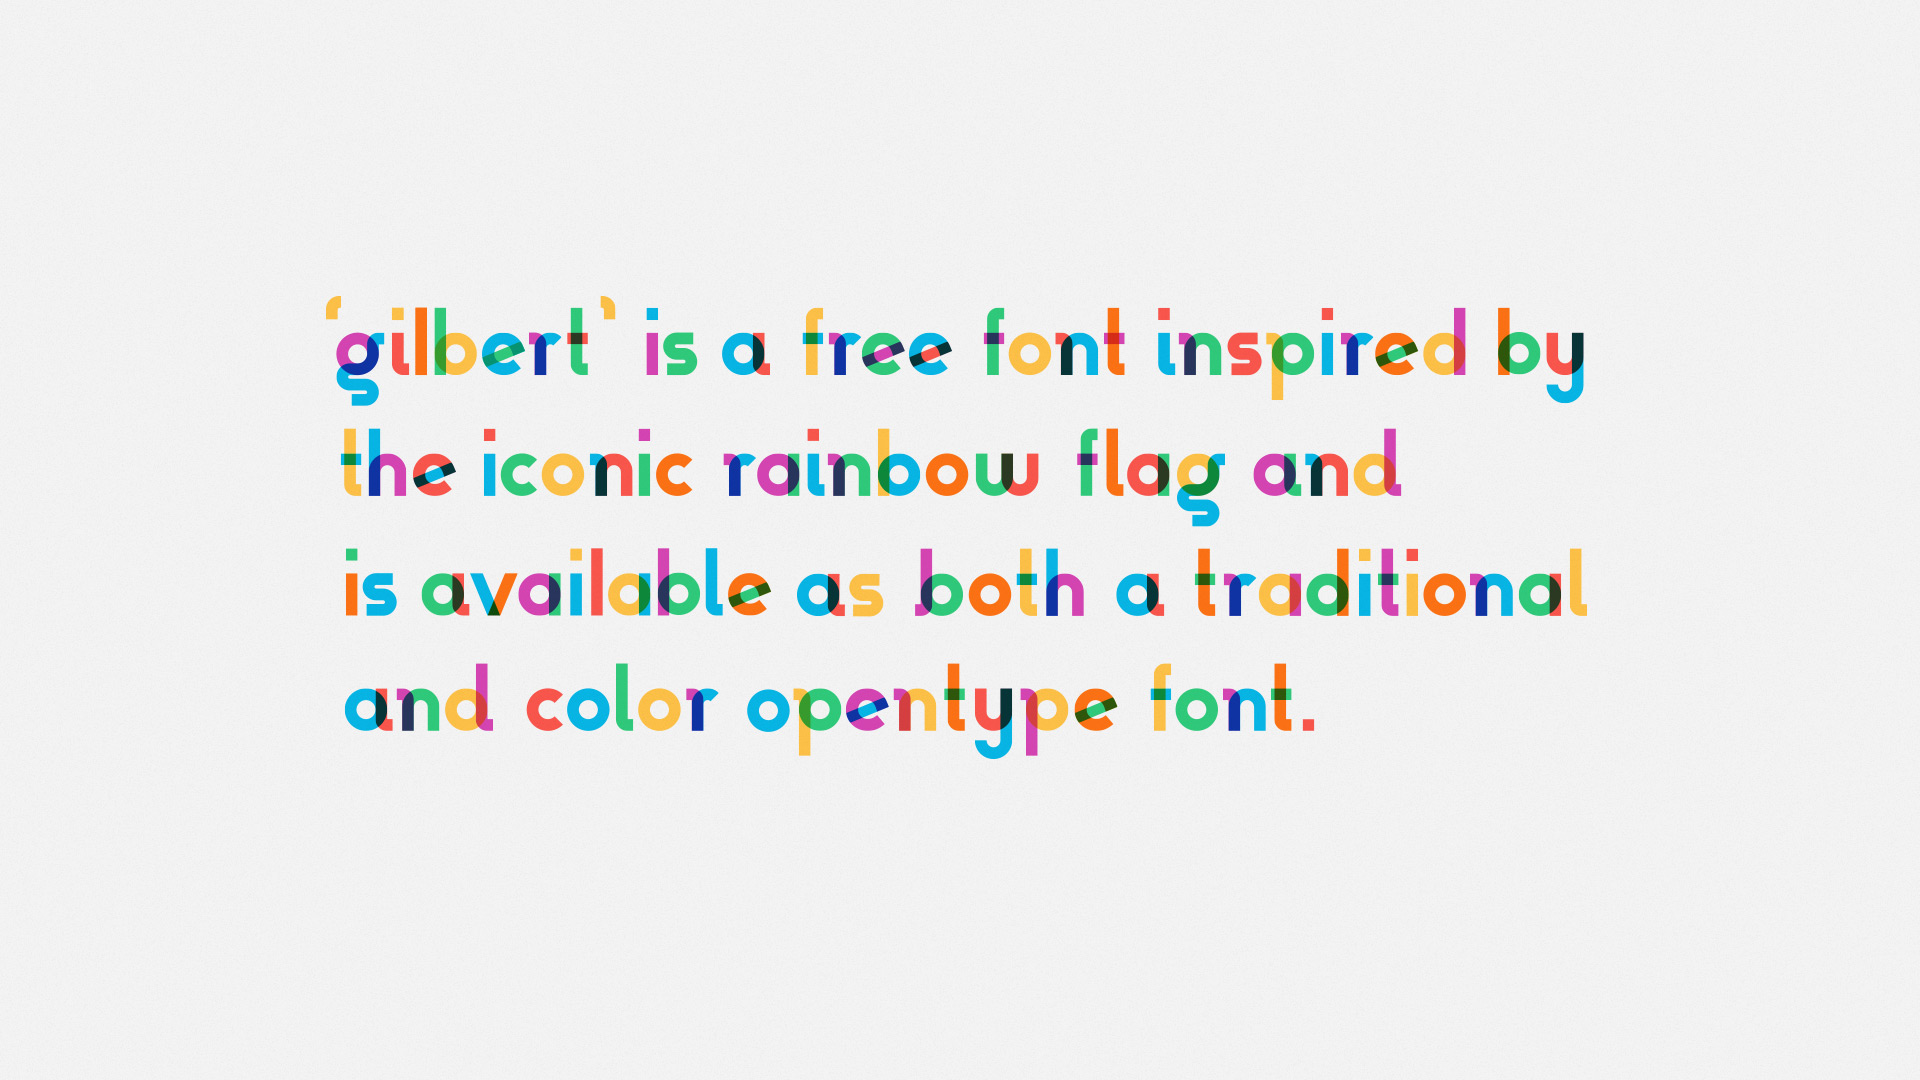 ‘gilbert’ is a free font inspired by
the iconic rainbow flag and
is available as both a traditional
and color opentype font.